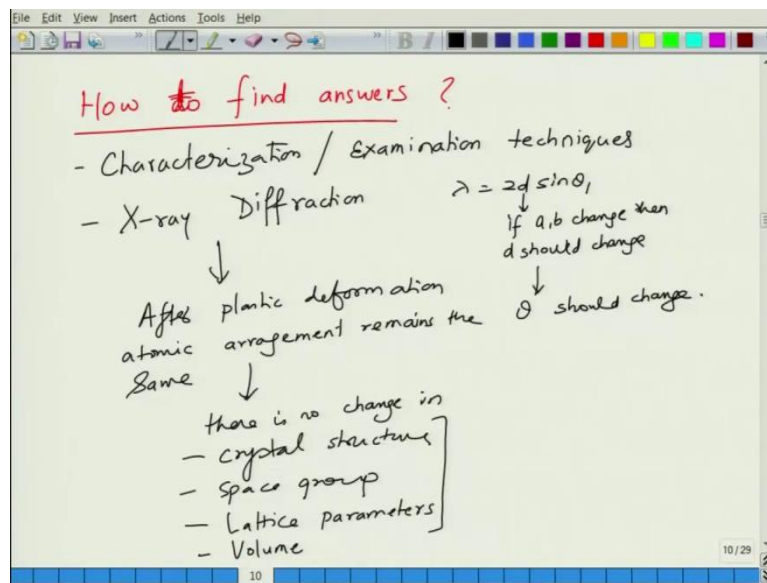 File Edit View Insert Actions Tools Help
B I
How to find answers ?
- Characterization / Examination techniques
- X-ray Diffraction
λ = 2d sinθ,
if a,b change then
d should change
θ should change.
After plastic deformation
atomic arragement remains the
Same
there is no change in
- crystal structure
- Space group
- Lattice parameters
- Volume
10/29
10